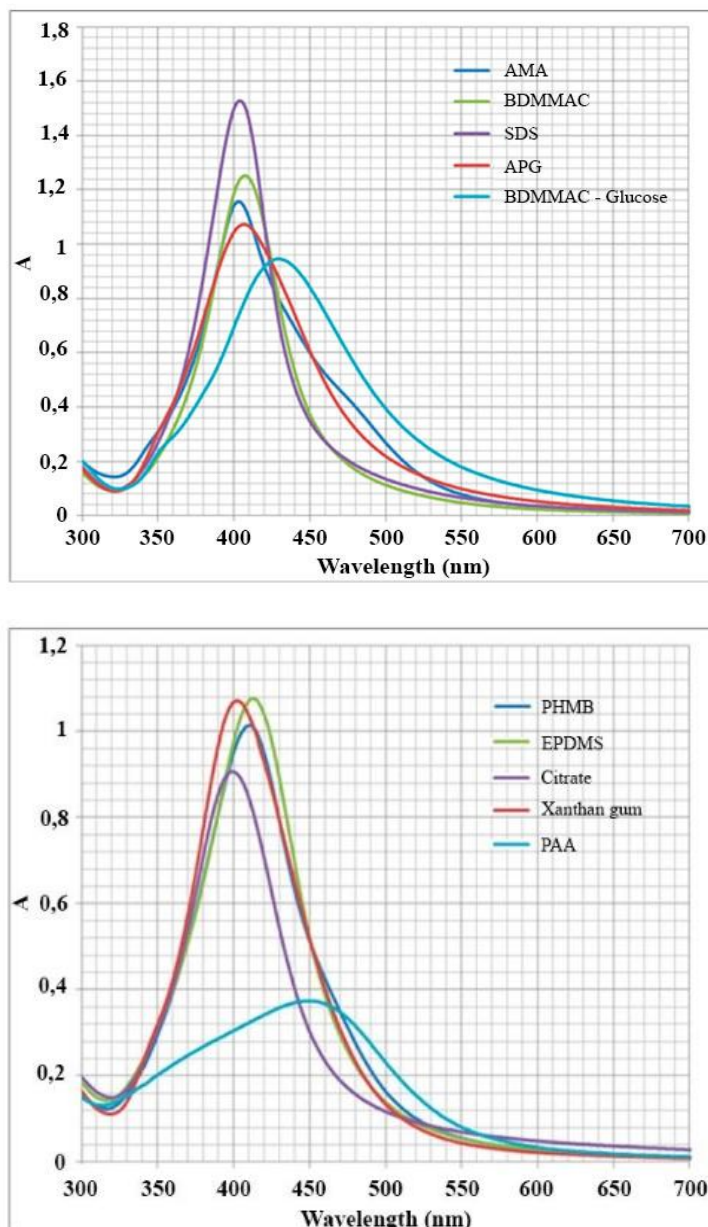 1,8
1,6
1,4
1,2
1
0,8
0,6
0,4
0,2
0
A
AMA
BDMMAC
SDS
APG
BDMMAC - Glucose
300 350 400 450 500 550 600 650 700
Wavelength (nm)
1,2
1
0,8
0,6
0,4
0,2
0
A
PHMB
EPDMS
Citrate
Xanthan gum
PAA
300 350 400 450 500 550 600 650 700
Wavelength (nm)